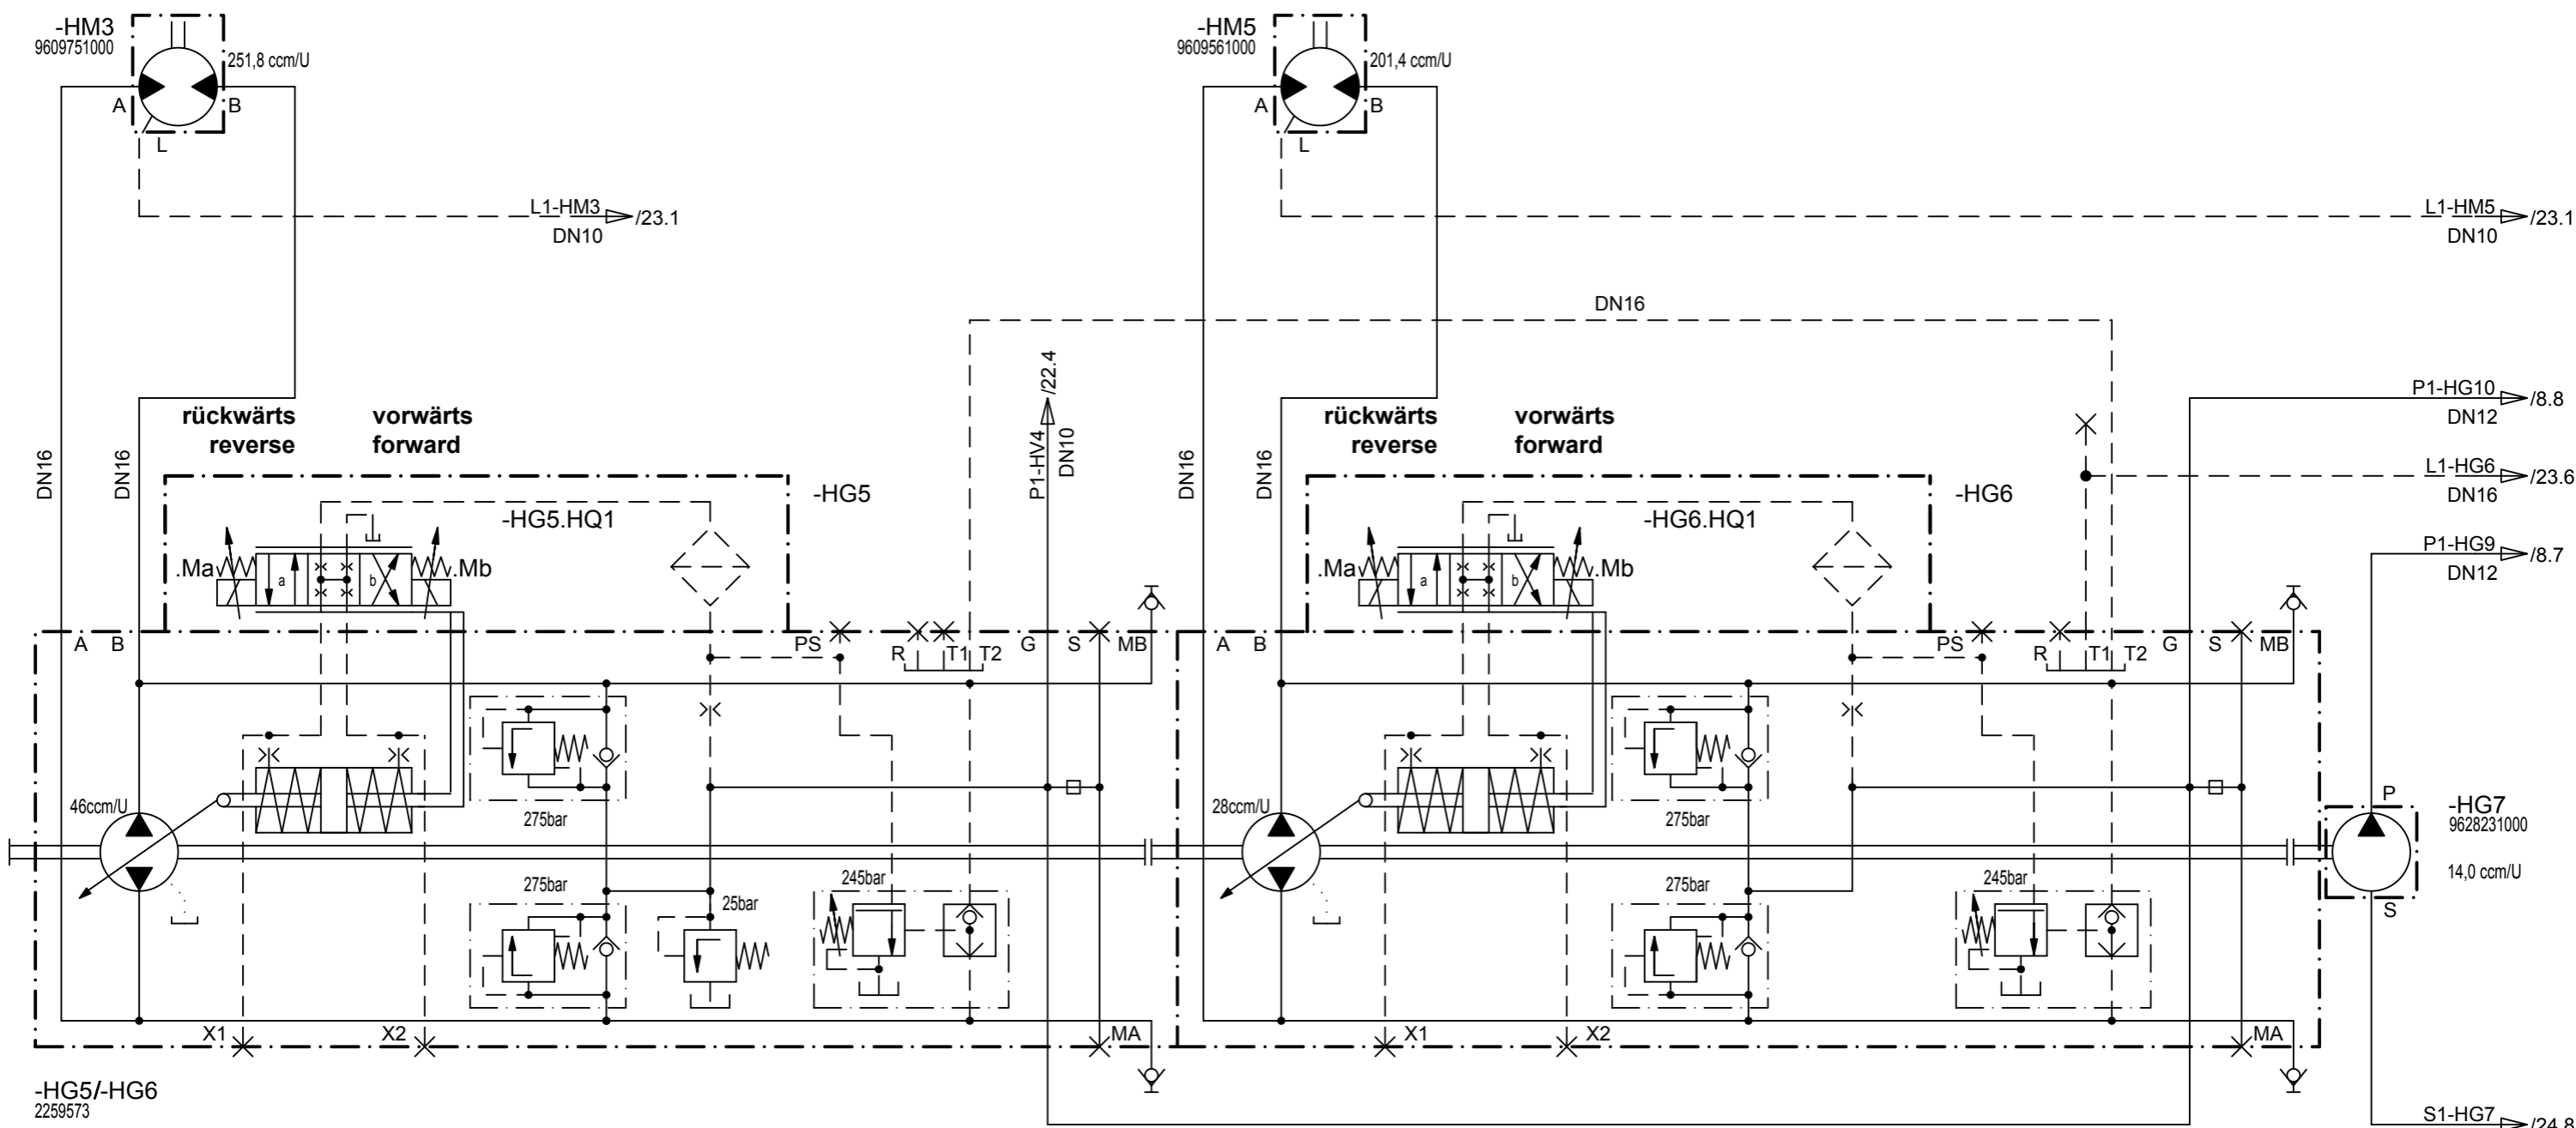 -HM3
9609751000
251,8 ccm/U
A
B
L
L1-HM3
/23.1
DN10
-HM5
9609561000
201,4 ccm/U
A
B
L
L1-HM5
/23.1
DN10
DN16
P1-HG10
/8.8
DN12
L1-HG6
/23.6
DN16
P1-HG9
/8.7
DN12
DN16
DN16
rückwärts
reverse
vorwärts
forward
P1-HV4
/22.4
DN10
-HG5
-HG5.HQ1
.Ma
a
b
.Mb
DN16
DN16
rückwärts
reverse
vorwärts
forward
-HG6
-HG6.HQ1
.Ma
a
b
.Mb
A
B
PS
R
T1
T2
G
S
MB
46ccm/U
275bar
275bar
25bar
245bar
X1
X2
MA
A
B
PS
R
T1
T2
G
S
MB
28ccm/U
275bar
275bar
245bar
X1
X2
MA
P
-HG7
9628231000
14,0 ccm/U
S
-HG5/-HG6
2259573
S1-HG7
/24.8